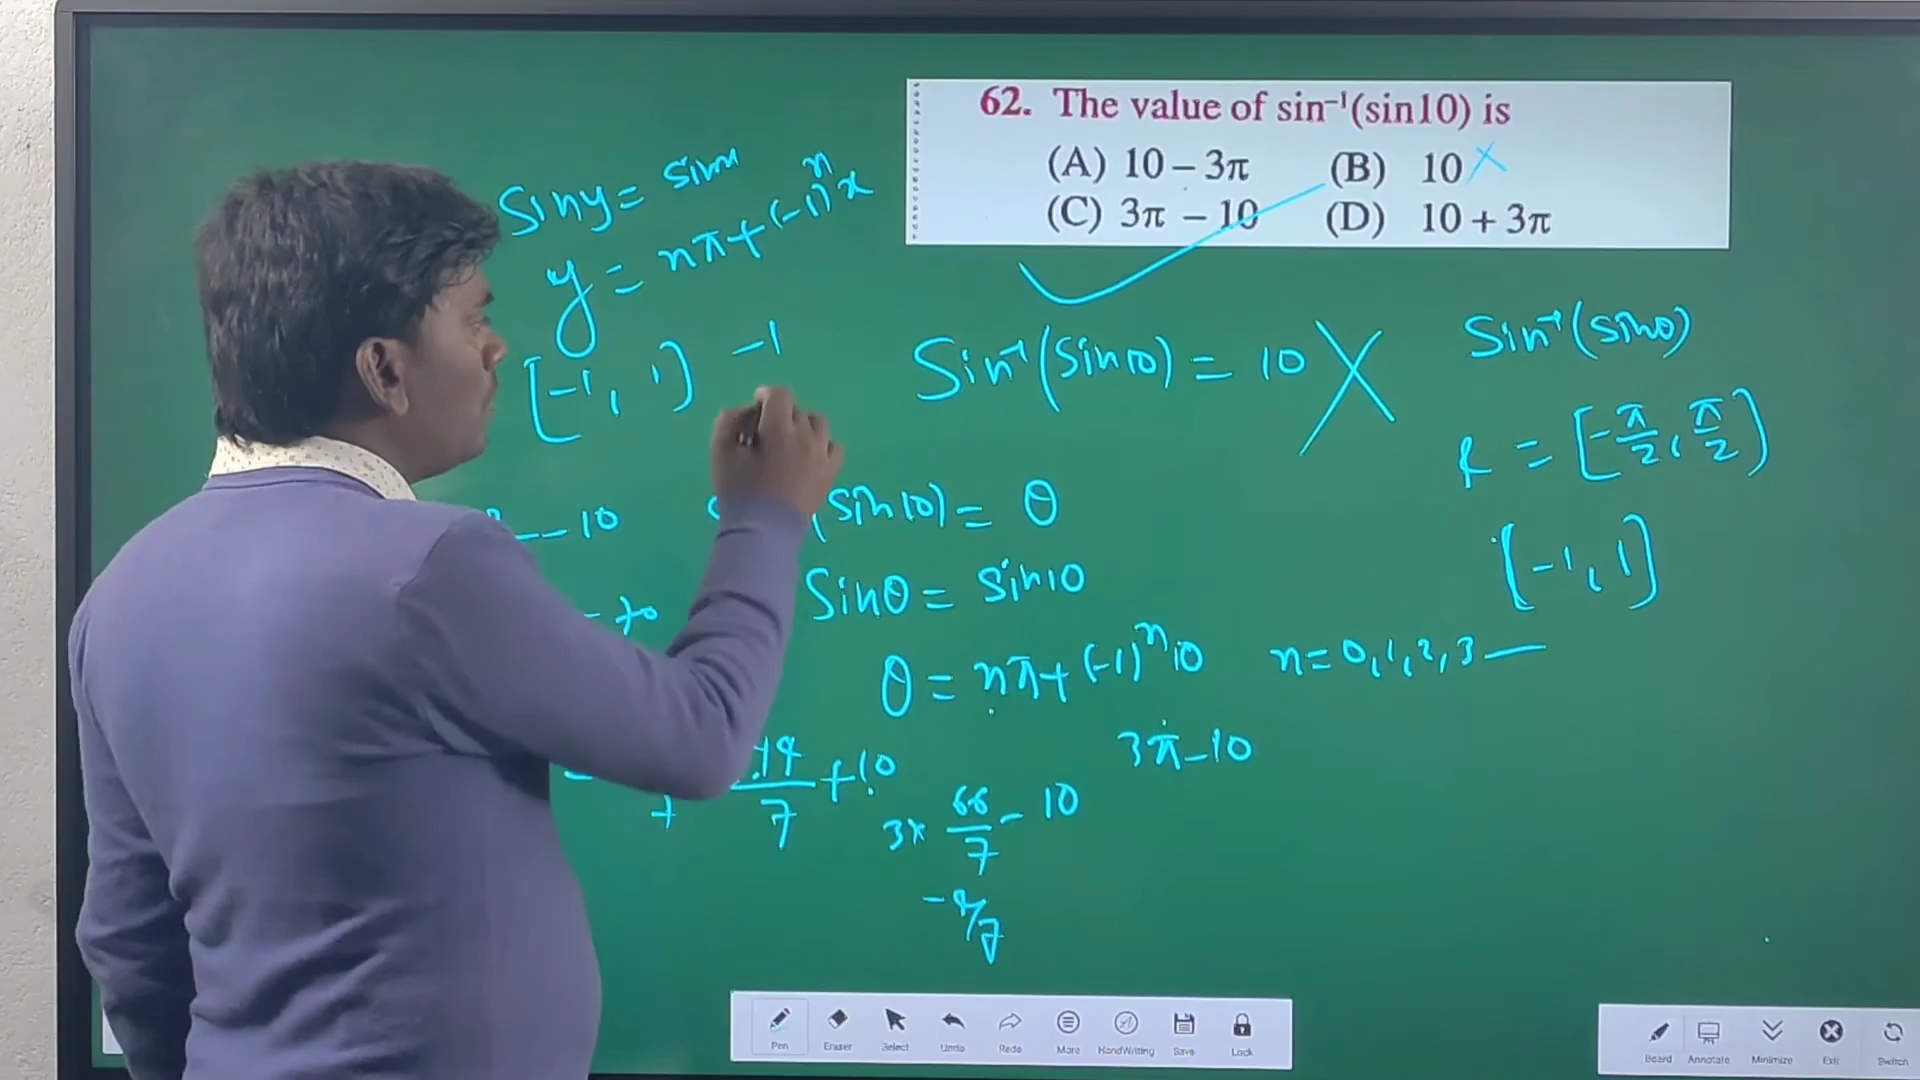 62. The value of sin⁻¹(sin10) is
(A) 10 – 3π (B) 10 ×
(C) 3π – 10 (D) 10 + 3π
Siny = sinx
y = nπ + (-1)ⁿ x
[-1, 1] -1
Sin⁻¹(Sin10) = 10
Sin⁻¹(sinθ)
R = [-π/2, π/2]
[-1, 1]
-10
(sin10) = θ
Sinθ = Sin10
θ = nπ + (-1)ⁿ10 n = 0, 1, 2, 3 —
3π - 10
7
/7 + 10
3× 66/7 - 10
Pen Eraser Select Undo Redo More HandWriting Save Lock
Board Annotate Minimize Exit Switch